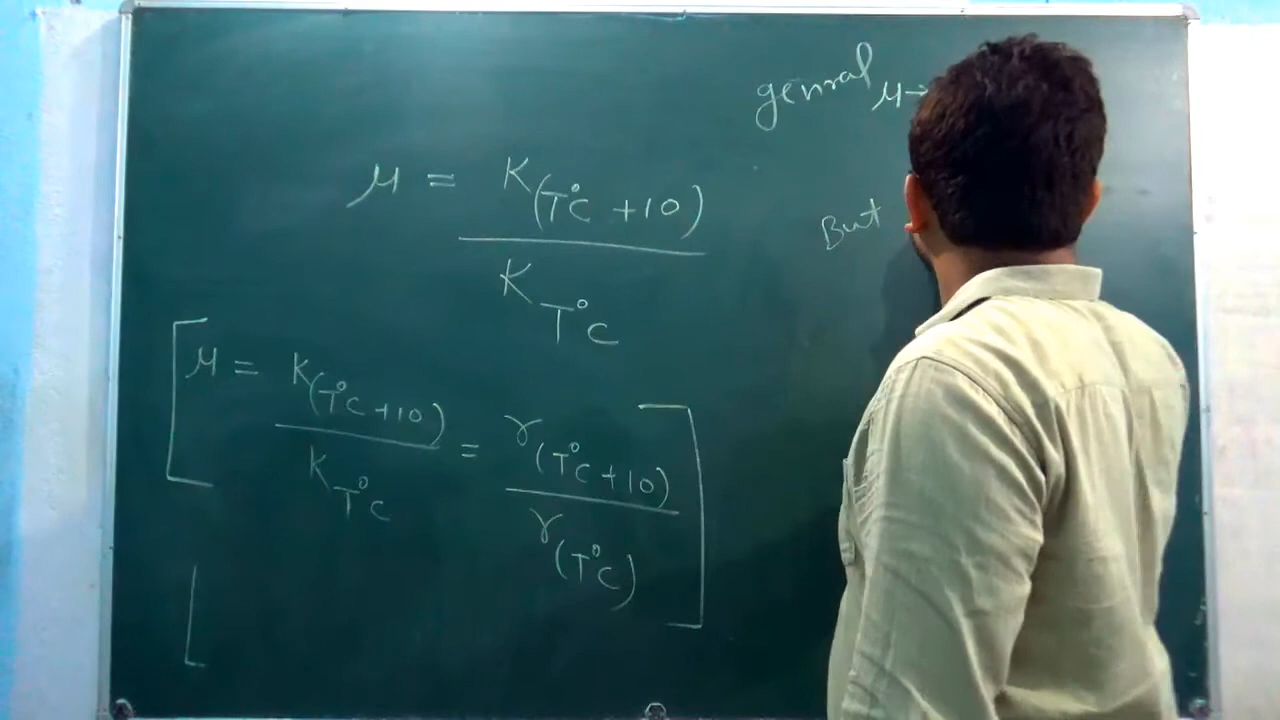 genral μ→
μ = K(T°C +10) / K T°C
But
μ = K(T°C +10) / K T°C = r(T°C +10) / r(T°C)